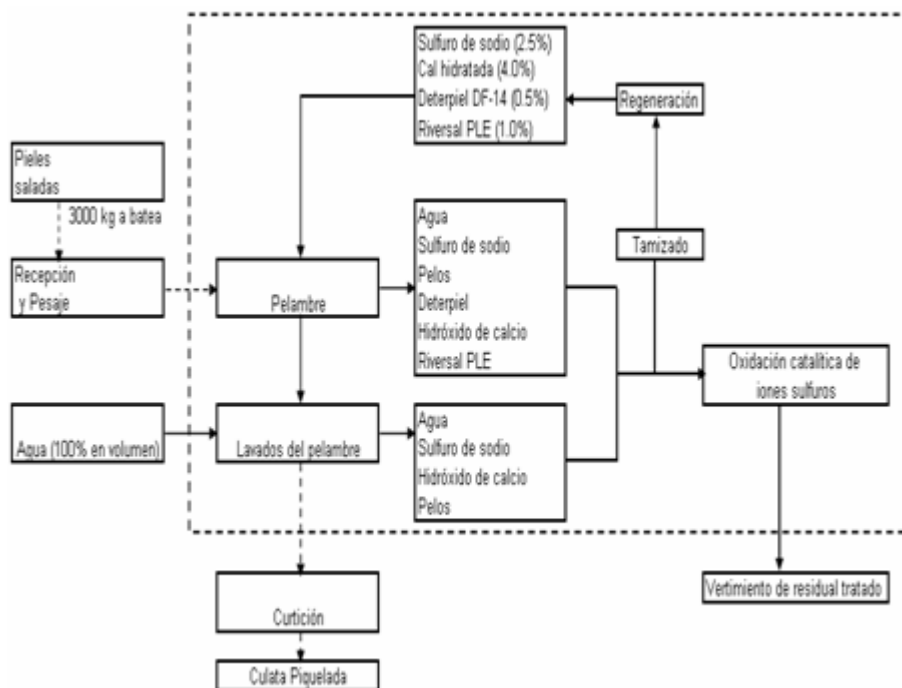 Sulfuro de sodio (2.5%)
Cal hidratada (4.0%)
Deterpiel DF-14 (0.5%)
Riversal PLE (1.0%)
Regeneración
Pieles
saladas
3000 kg a batea
Recepción
y Pesaje
Pelambre
Agua
Sulfuro de sodio
Pelos
Deterpiel
Hidróxido de calcio
Riversal PLE
Tamizado
Oxidación catalítica de
iones sulfuros
Agua (100% en volumen)
Lavados del pelambre
Agua
Sulfuro de sodio
Hidróxido de calcio
Pelos
Curtición
Vertimiento de residual tratado
Culata Piquelada